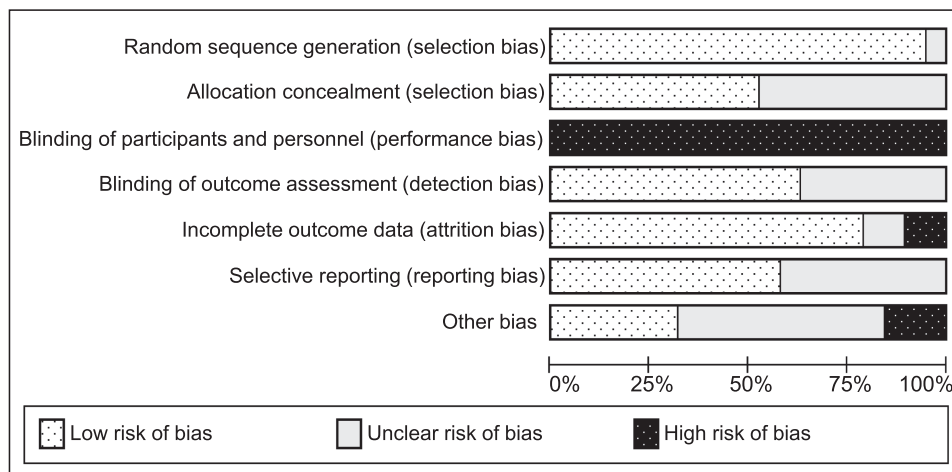 Random sequence generation (selection bias)
Allocation concealment (selection bias)
Blinding of participants and personnel (performance bias)
Blinding of outcome assessment (detection bias)
Incomplete outcome data (attrition bias)
Selective reporting (reporting bias)
Other bias
0% 25% 50% 75% 100%
Low risk of bias Unclear risk of bias High risk of bias